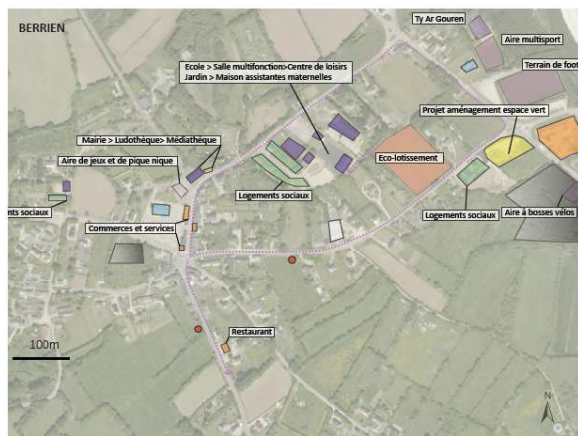 BERRIEN
Ty Ar Gouren
Aire multisport
Ecole > Salle multifonction>Centre de loisirs
Jardin > Maison assistantes maternelles
Terrain de foot
Projet aménagement espace vert
Mairie > Ludothèque> Médiathèque
Aire de jeux et de pique nique
Eco-lotissement
Logements sociaux
ents sociaux
Commerces et services
Logements sociaux
Aire à bosses vélos
Restaurant
100m
N